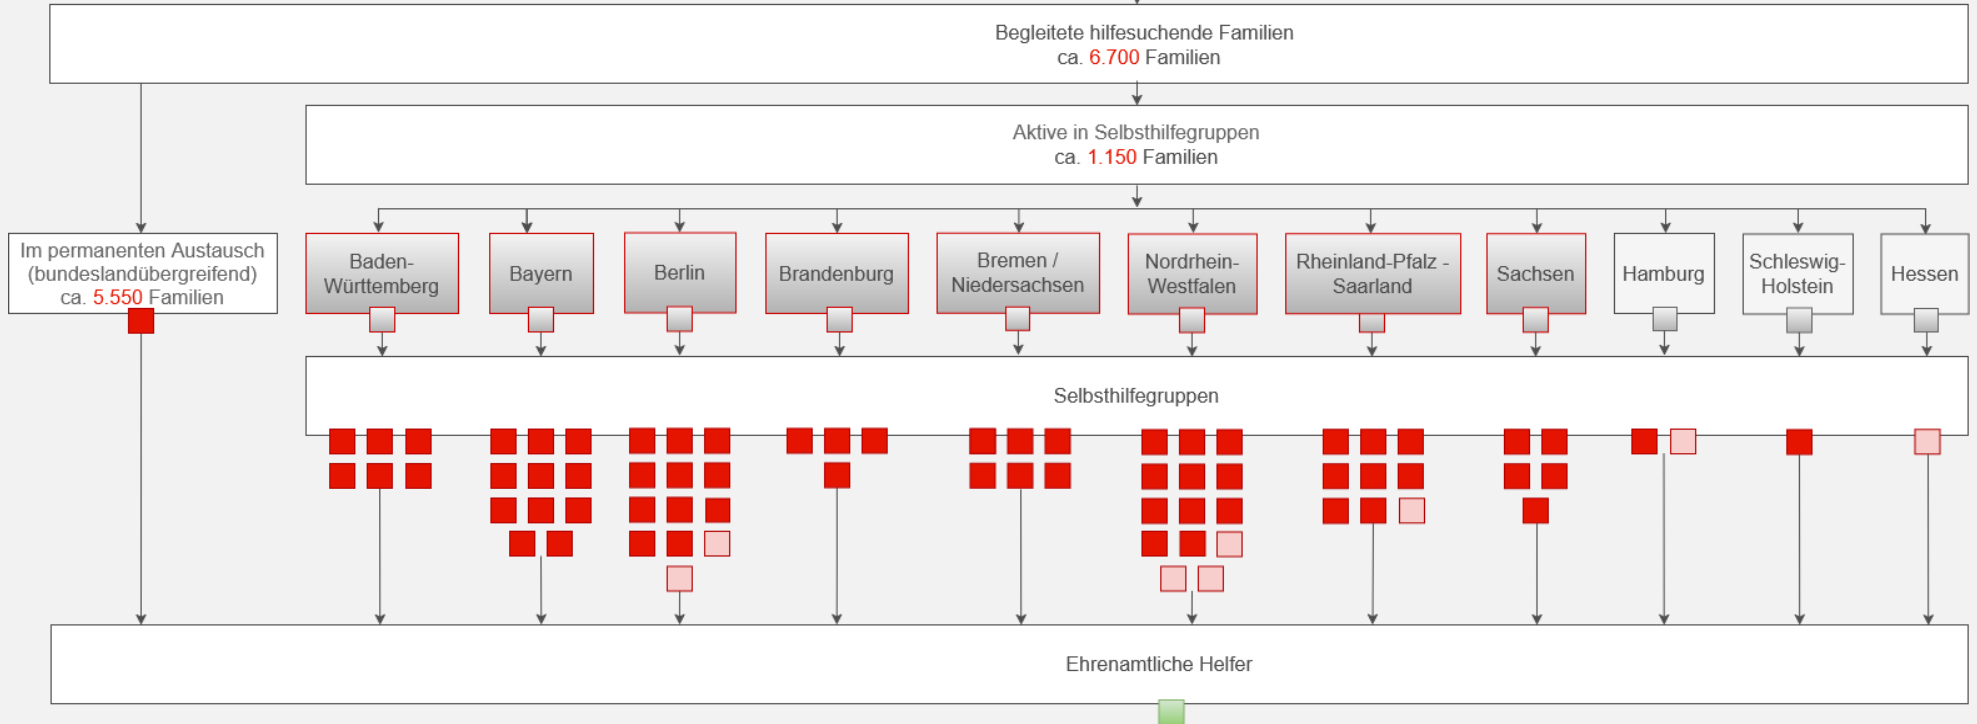 Begleitete hilfesuchende Familien
ca. 6.700 Familien
Aktive in Selbsthilfegruppen
ca. 1.150 Familien
Im permanenten Austausch
(bundeslandübergreifend)
ca. 5.550 Familien
Baden-
Württemberg
Bayern
Berlin
Brandenburg
Bremen /
Niedersachsen
Nordrhein-
Westfalen
Rheinland-Pfalz -
Saarland
Sachsen
Hamburg
Schleswig-
Holstein
Hessen
Selbsthilfegruppen
Ehrenamtliche Helfer